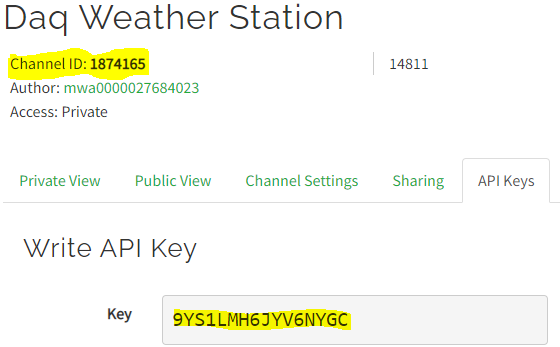 Daq Weather Station
Channel ID: 1874165
14811
Author: mwa0000027684023
Access: Private
Private View Public View Channel Settings Sharing API Keys
Write API Key
Key 9YS1LMH6JYV6NYGC